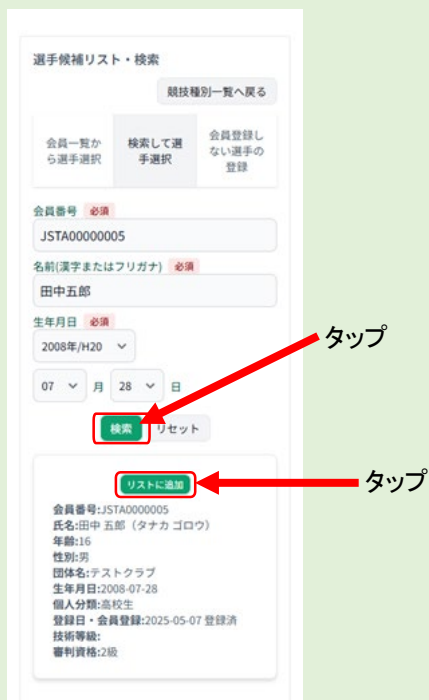 選手候補リスト・検索
競技種別一覧へ戻る
会員一覧か
ら選手選択
検索して選
手選択
会員登録し
ない選手の
登録
会員番号 必須
JSTA00000005
名前(漢字またはフリガナ) 必須
田中五郎
生年月日 必須
2008年/H20
07 月 28 日
タップ
検索 リセット
リストに追加
タップ
会員番号:JSTA0000005
氏名:田中 五郎（タナカ ゴロウ）
年齢:16
性別:男
団体名:テストクラブ
生年月日:2008-07-28
個人分類:高校生
登録日・会員登録:2025-05-07 登録済
技術等級:
審判資格:2級